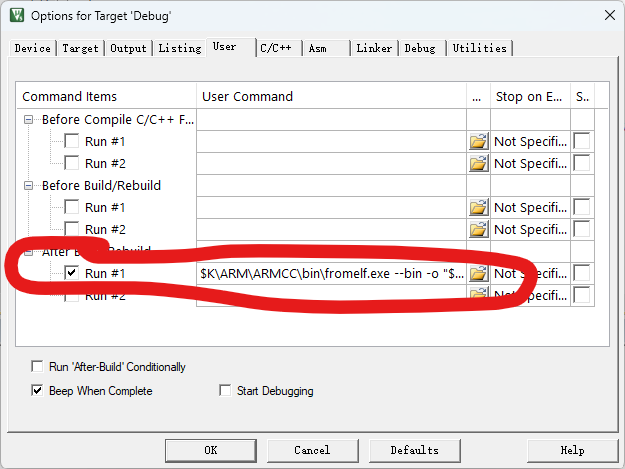 Options for Target 'Debug'
Device Target Output Listing User C/C++ Asm Linker Debug Utilities
Command Items User Command ... Stop on E... S..
Before Compile C/C++ F...
Run #1 Not Specifi...
Run #2 Not Specifi...
Before Build/Rebuild
Run #1 Not Specifi...
Run #2 Not Specifi...
After Build/Rebuild
Run #1 $K\ARM\ARMCC\bin\fromelf.exe --bin -o "$... Not Specifi...
Run #2 Not Specifi...
Run 'After-Build' Conditionally
Beep When Complete Start Debugging
OK Cancel Defaults Help